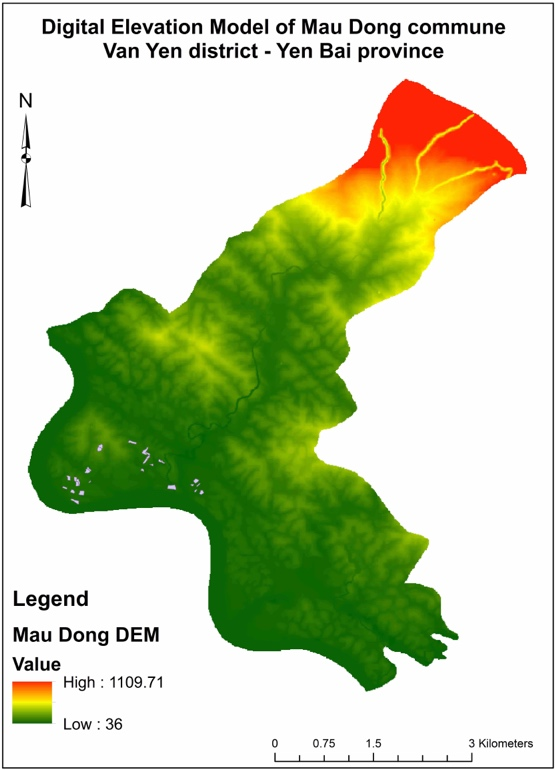 Digital Elevation Model of Mau Dong commune
Van Yen district - Yen Bai province
N
Legend
Mau Dong DEM
Value
High : 1109.71
Low : 36
0 0.75 1.5 3 Kilometers